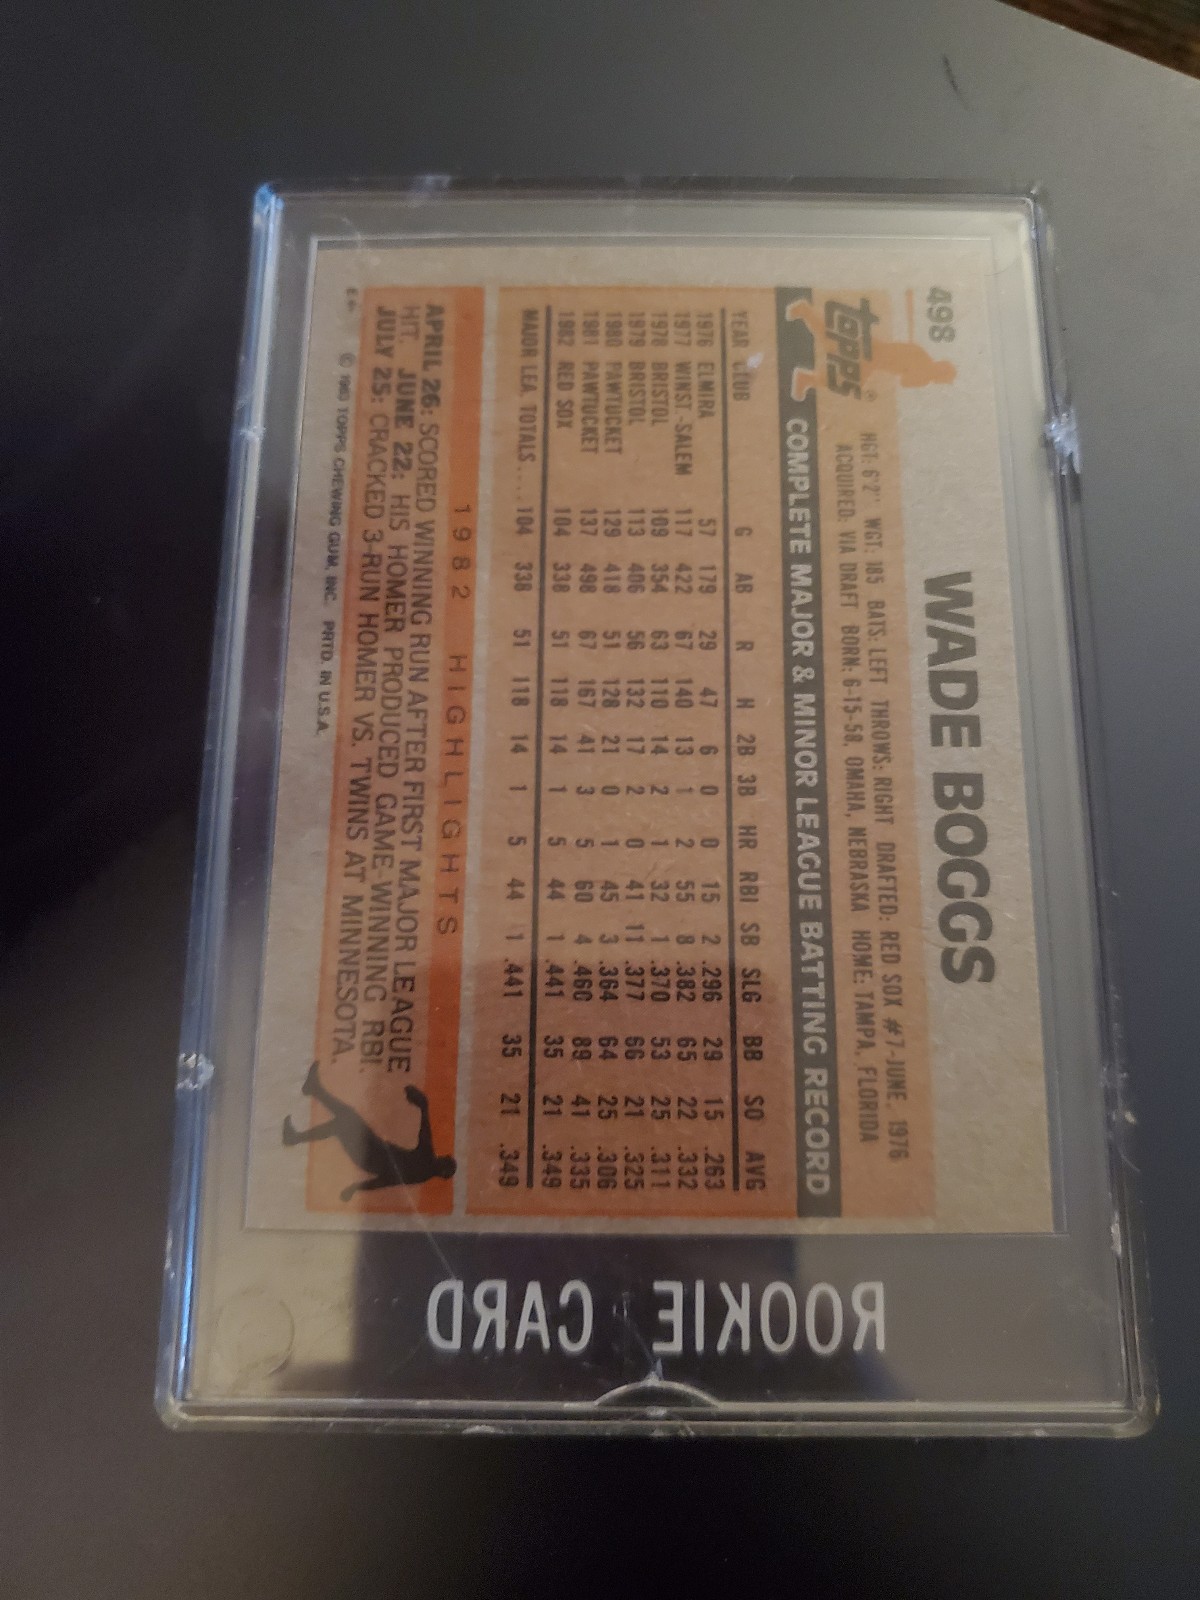 498
WADE BOGGS
TOPPS®
HGT: 6'2" WGT: 185 BATS: LEFT THROWS: RIGHT DRAFTED: RED SOX #7-JUNE, 1976
ACQUIRED: VIA DRAFT BORN: 6-15-58, OMAHA, NEBRASKA HOME: TAMPA, FLORIDA
COMPLETE MAJOR & MINOR LEAGUE BATTING RECORD
YEAR CLUB G AB R H 2B 3B HR RBI SB SLG BB SO AVG
1976 ELMIRA 57 179 29 47 6 0 0 15 2 .296 29 15 .263
1977 WINST.-SALEM 117 422 67 140 13 1 2 55 8 .382 65 22 .332
1978 BRISTOL 109 354 63 110 14 2 1 32 1 .370 53 25 .311
1979 BRISTOL 113 406 56 132 17 2 0 41 11 .377 66 21 .325
1980 PAWTUCKET 129 418 51 128 21 0 1 45 3 .364 64 25 .306
1981 PAWTUCKET 137 498 67 167 41 3 5 60 4 .460 89 41 .335
1982 RED SOX 104 338 51 118 14 1 5 44 1 .441 35 21 .349
MAJOR LEA. TOTALS.... 104 338 51 118 14 1 5 44 1 .441 35 21 .349
1982 HIGHLIGHTS
APRIL 26: SCORED WINNING RUN AFTER FIRST MAJOR LEAGUE
HIT. JUNE 22: HIS HOMER PRODUCED GAME-WINNING RBI.
JULY 25: CRACKED 3-RUN HOMER VS. TWINS AT MINNESOTA.
© 1983 TOPPS CHEWING GUM, INC. PRTD. IN U.S.A.
ROOKIE CARD